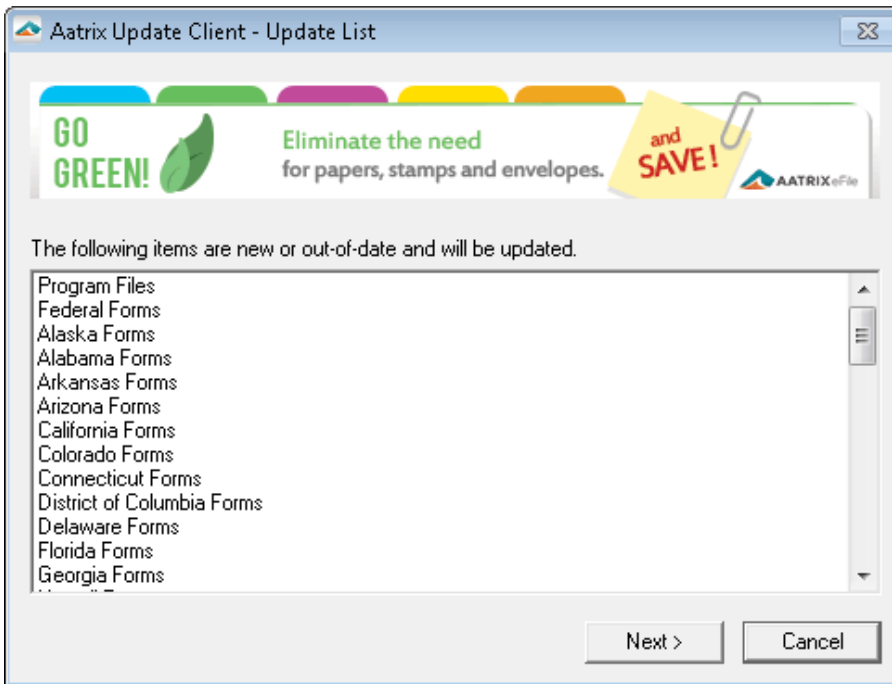 Aatrix Update Client - Update List
GO
GREEN!
Eliminate the need
for papers, stamps and envelopes.
and
SAVE!
AATRIX eFile
The following items are new or out-of-date and will be updated.
Program Files
Federal Forms
Alaska Forms
Alabama Forms
Arkansas Forms
Arizona Forms
California Forms
Colorado Forms
Connecticut Forms
District of Columbia Forms
Delaware Forms
Florida Forms
Georgia Forms
Next >
Cancel